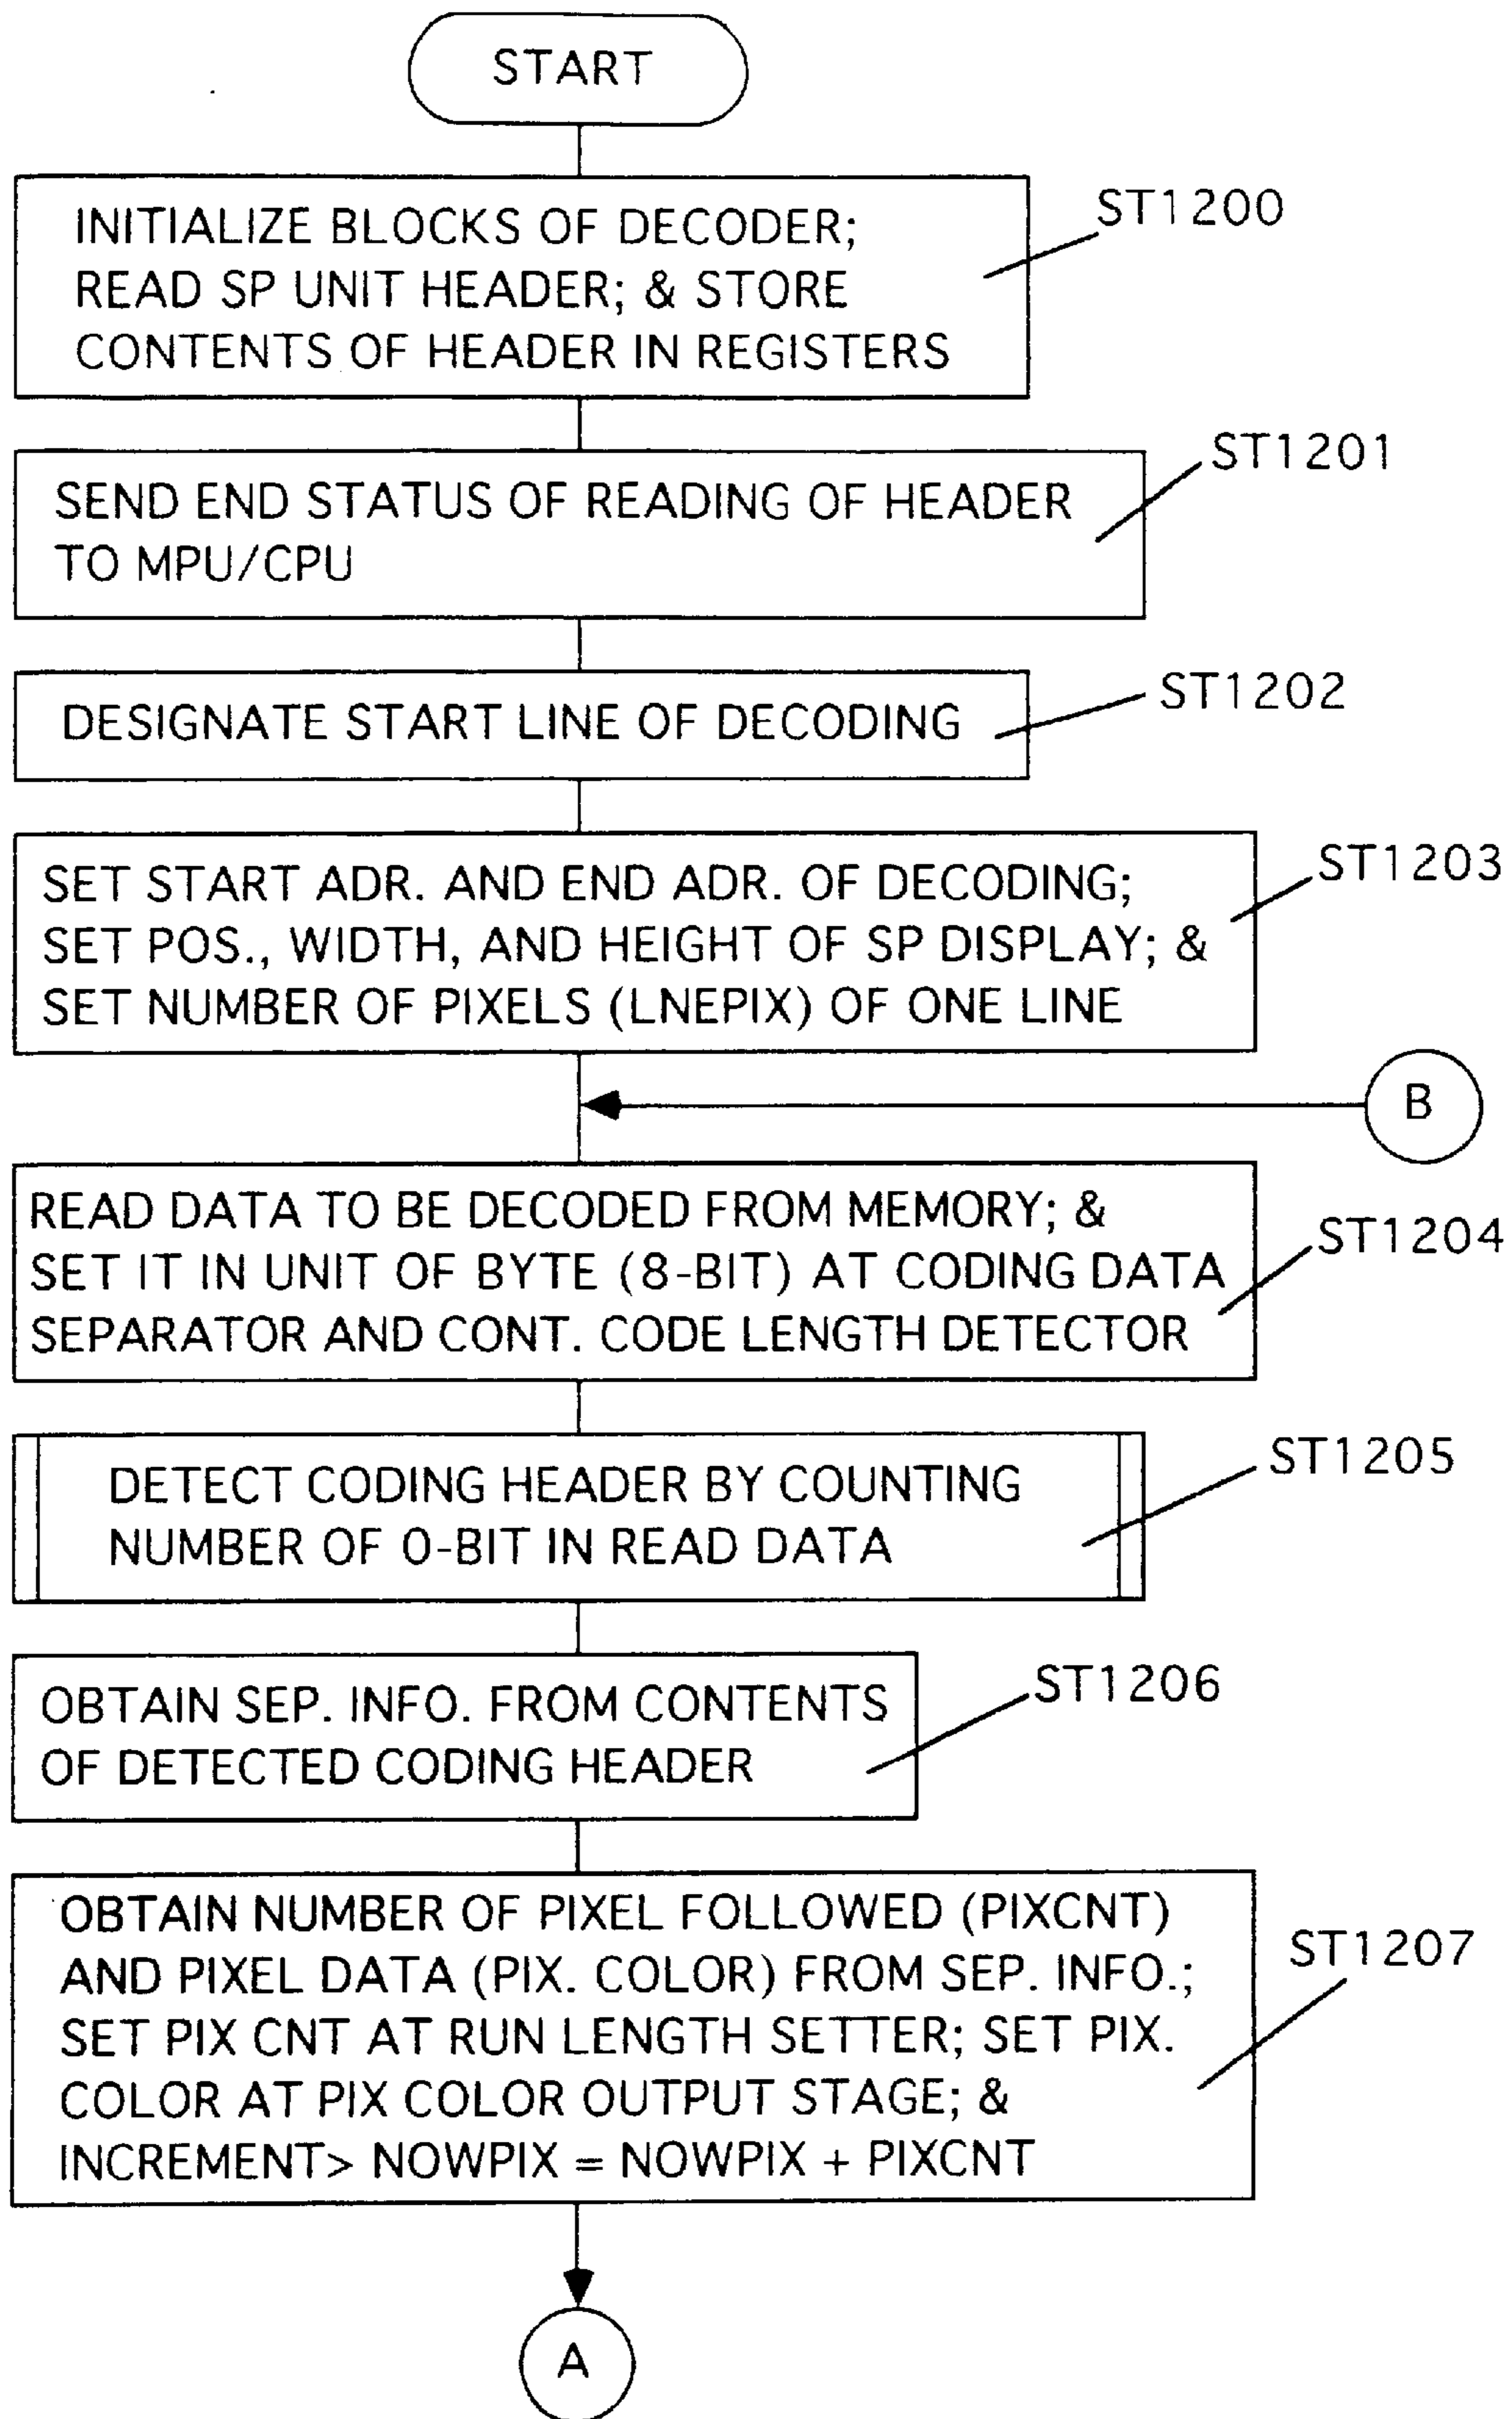 START
INITIALIZE BLOCKS OF DECODER;
READ SP UNIT HEADER; & STORE
CONTENTS OF HEADER IN REGISTERS
ST1200
SEND END STATUS OF READING OF HEADER
TO MPU/CPU
ST1201
DESIGNATE START LINE OF DECODING
ST1202
SET START ADR. AND END ADR. OF DECODING;
SET POS., WIDTH, AND HEIGHT OF SP DISPLAY; &
SET NUMBER OF PIXELS (LNEPIX) OF ONE LINE
ST1203
B
READ DATA TO BE DECODED FROM MEMORY; &
SET IT IN UNIT OF BYTE (8-BIT) AT CODING DATA
SEPARATOR AND CONT. CODE LENGTH DETECTOR
ST1204
DETECT CODING HEADER BY COUNTING
NUMBER OF 0-BIT IN READ DATA
ST1205
OBTAIN SEP. INFO. FROM CONTENTS
OF DETECTED CODING HEADER
ST1206
OBTAIN NUMBER OF PIXEL FOLLOWED (PIXCNT)
AND PIXEL DATA (PIX. COLOR) FROM SEP. INFO.;
SET PIX CNT AT RUN LENGTH SETTER; SET PIX.
COLOR AT PIX COLOR OUTPUT STAGE; &
INCREMENT> NOWPIX = NOWPIX + PIXCNT
ST1207
A